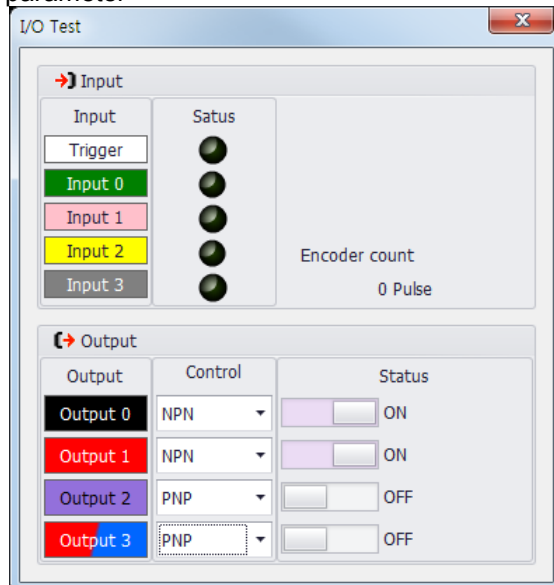 parameter
I/O Test
Input
Input Satus
Trigger
Input 0
Input 1
Input 2 Encoder count
Input 3 0 Pulse
Output
Output Control Status
Output 0 NPN ON
Output 1 NPN ON
Output 2 PNP OFF
Output 3 PNP OFF